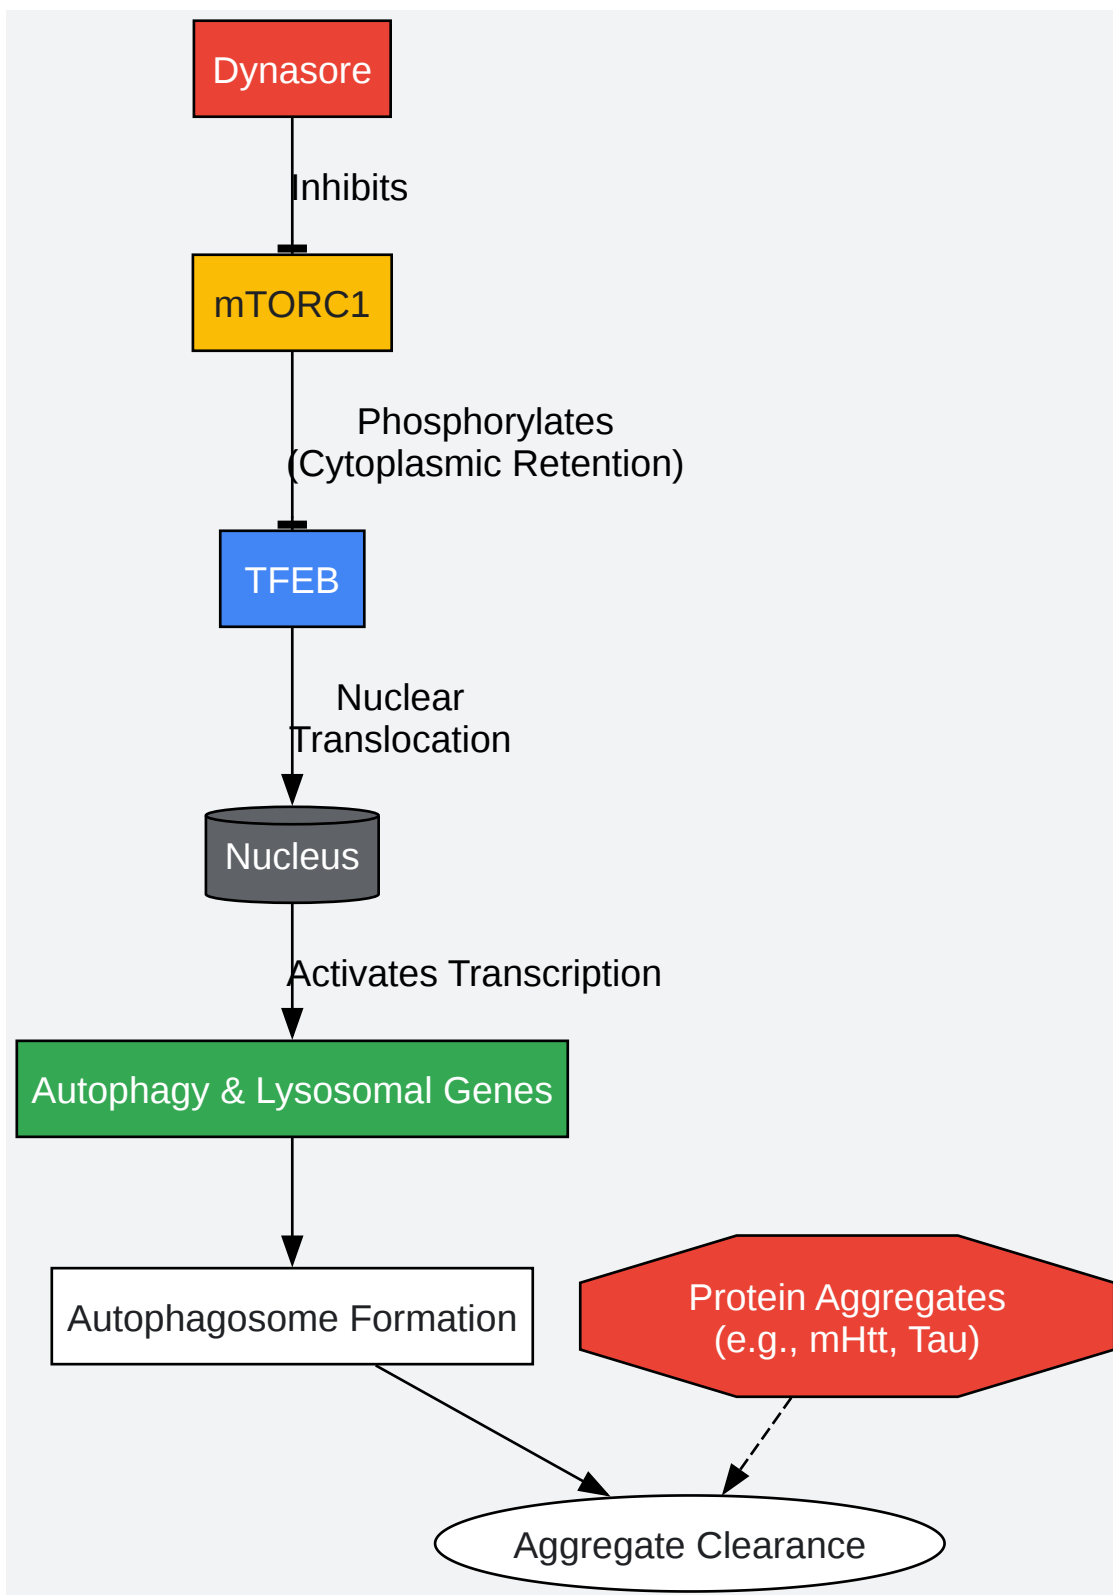 Dynasore
Inhibits
mTORC1
Phosphorylates
(Cytoplasmic Retention)
TFEB
Nuclear
Translocation
Nucleus
Activates Transcription
Autophagy & Lysosomal Genes
Autophagosome Formation
Protein Aggregates
(e.g., mHtt, Tau)
Aggregate Clearance